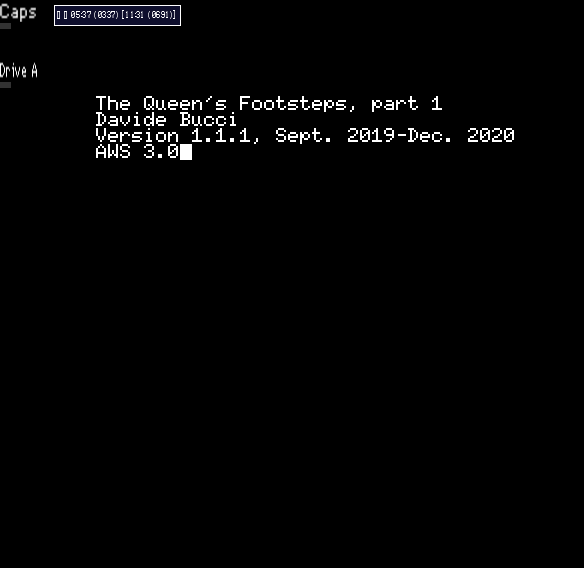 Caps
05:37 (0337) [11:31 (0691)]
Drive A
The Queen's Footsteps, part 1
Davide Bucci
Version 1.1.1, Sept. 2019-Dec. 2020
AWS 3.0